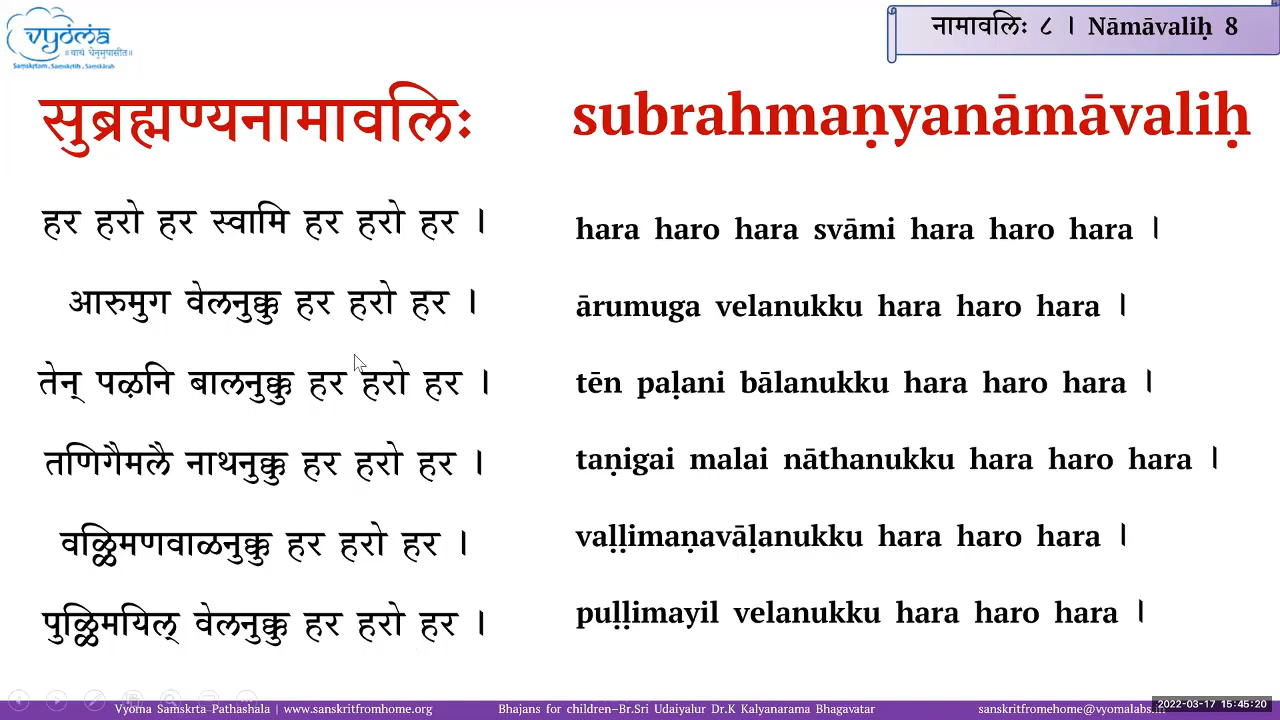 vyoma
॥ वाचं धेनुमुपासीत॥
Samskrtam . Samskrtih . Samskarah
नामावलिः ८ । Nāmāvaliḥ 8
सुब्रह्मण्यनामावलिः
हर हरो हर स्वामि हर हरो हर ।
आरुमुग वेलनुक्कु हर हरो हर ।
तेन् पऴनि बालनुक्कु हर हरो हर ।
तणिगैमलै नाथनुक्कु हर हरो हर ।
वळ्ळिमणवाळनुक्कु हर हरो हर ।
पुळ्ळिमयिल् वेलनुक्कु हर हरो हर ।
subrahmaṇyanāmāvaliḥ
hara haro hara svāmi hara haro hara ।
ārumuga velanukku hara haro hara ।
tēn paḷani bālanukku hara haro hara ।
taṇigai malai nāthanukku hara haro hara ।
vaḷḷimaṇavāḷanukku hara haro hara ।
puḷḷimayil velanukku hara haro hara ।
Vyoma Samskrta Pathashala | www.sanskritfromhome.org
Bhajans for children–Br.Sri Udaiyalur Dr.K Kalyanarama Bhagavatar
sanskritfromhome@vyomalabs.in
2022-03-17 15:45:20